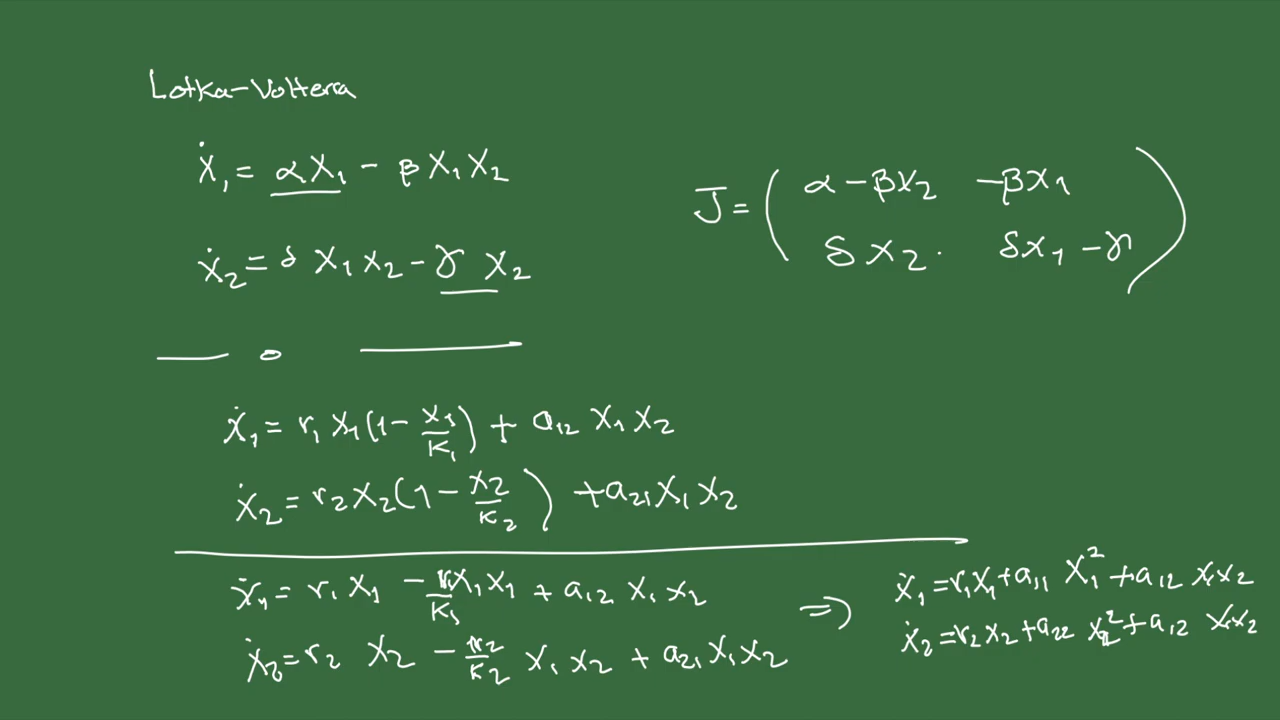 Lotka-Volterra
ẋ₁ = αx₁ - βx₁x₂
ẋ₂ = δx₁x₂ - γx₂
J = ( α - βx₂ -βx₁
δx₂ δx₁ - γ )
ẋ₁ = r₁x₁(1 - x₁/K₁) + a₁₂x₁x₂
ẋ₂ = r₂x₂(1 - x₂/K₂) + a₂₁x₁x₂
ẋ₁ = r₁x₁ - r₁/K₁ x₁x₁ + a₁₂x₁x₂
ẋ₂ = r₂x₂ - r₂/K₂ x₁x₂ + a₂₁x₁x₂
⇒
ẋ₁ = r₁x₁ + a₁₁x₁² + a₁₂x₁x₂
ẋ₂ = r₂x₂ + a₂₂x₂² + a₁₂x₁x₂